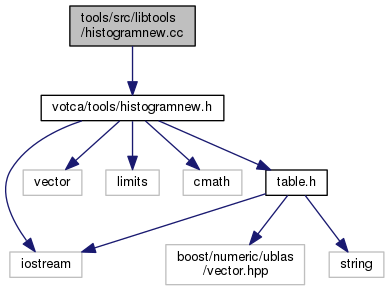 tools/src/libtools
/histogramnew.cc
votca/tools/histogramnew.h
vector
limits
cmath
table.h
iostream
boost/numeric/ublas
/vector.hpp
string